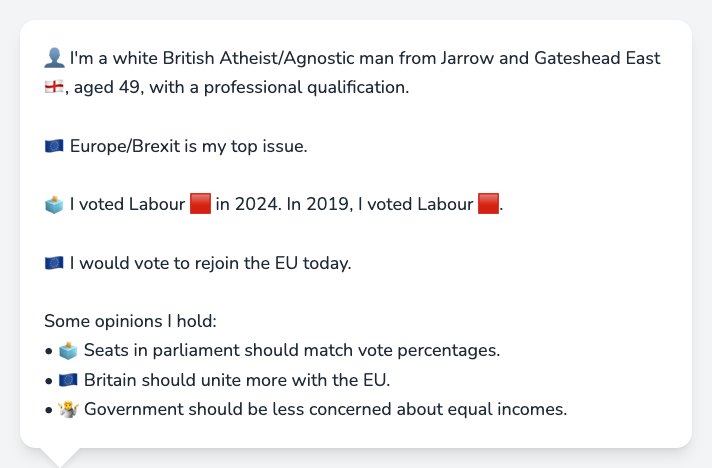 👤 I'm a white British Atheist/Agnostic man from Jarrow and Gateshead East
🏴󠁧󠁢󠁥󠁮󠁧󠁿, aged 49, with a professional qualification.
🇪🇺 Europe/Brexit is my top issue.
🗳️ I voted Labour 🟥 in 2024. In 2019, I voted Labour 🟥.
🇪🇺 I would vote to rejoin the EU today.
Some opinions I hold:
• 🗳️ Seats in parliament should match vote percentages.
• 🇪🇺 Britain should unite more with the EU.
• 🤷 Government should be less concerned about equal incomes.